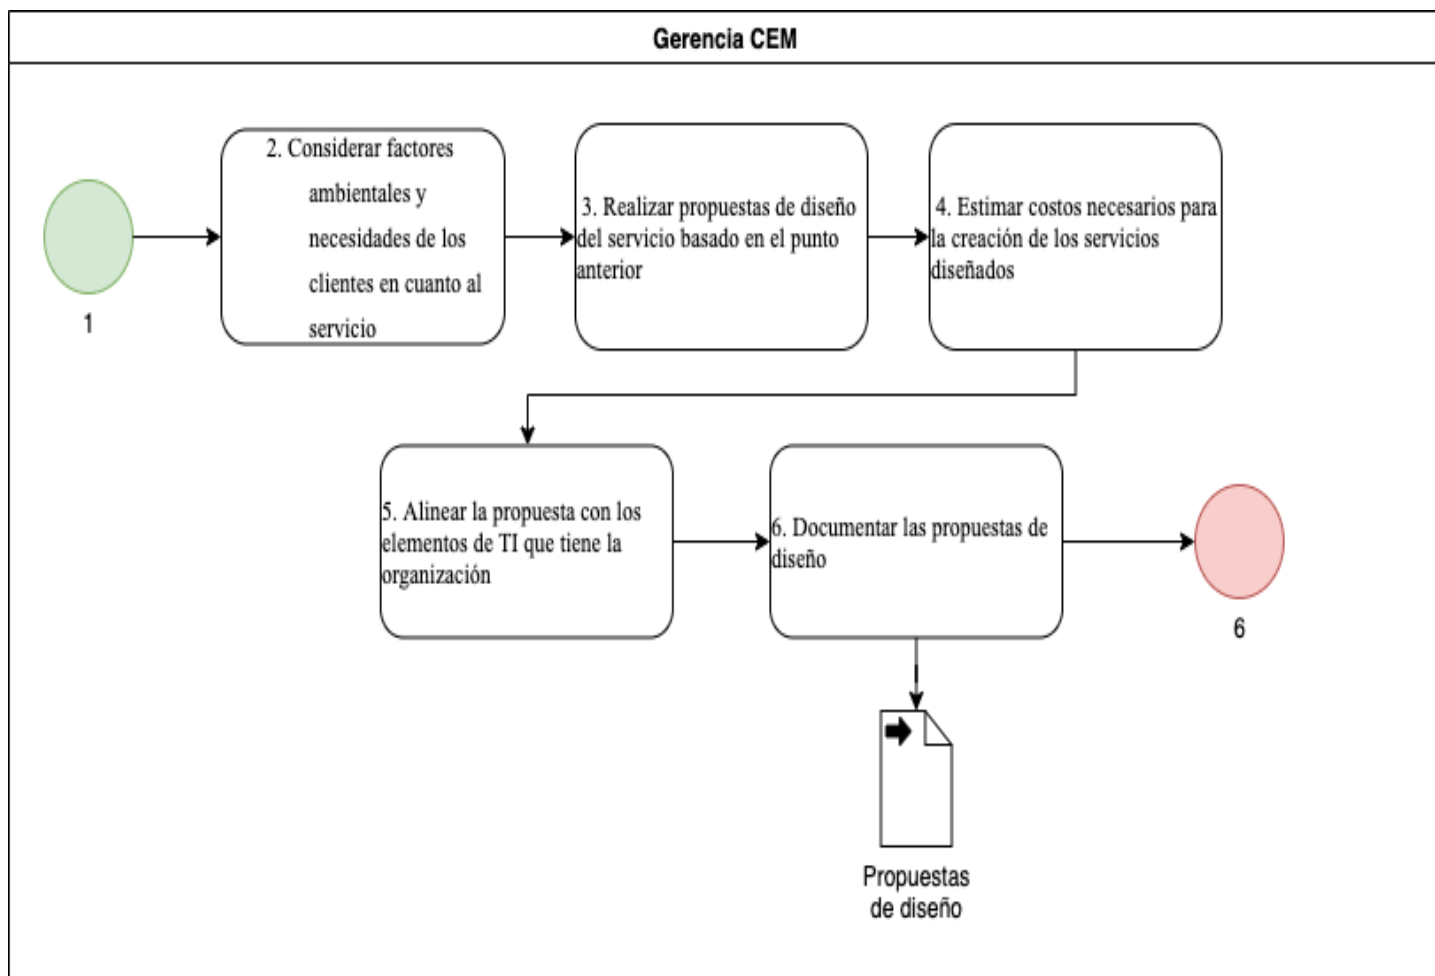 Gerencia CEM
2. Considerar factores
ambientales y
necesidades de los
clientes en cuanto al
servicio
3. Realizar propuestas de diseño
del servicio basado en el punto
anterior
4. Estimar costos necesarios para
la creación de los servicios
diseñados
1
5. Alinear la propuesta con los
elementos de TI que tiene la
organización
6. Documentar las propuestas de
diseño
6
Propuestas
de diseño